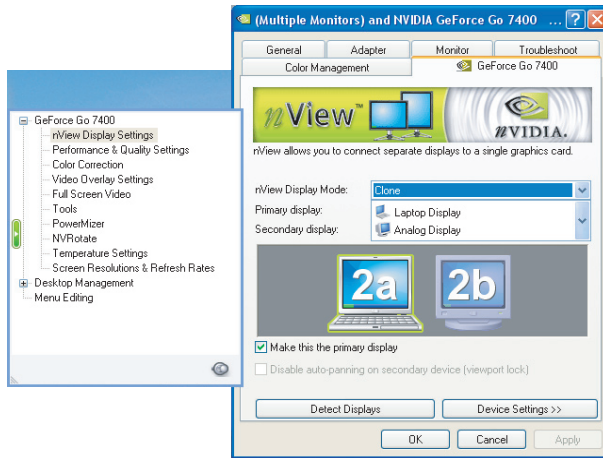 (Multiple Monitors) and NVIDIA GeForce Go 7400 ...
General Adapter Monitor Troubleshoot
Color Management GeForce Go 7400
nView™
nVIDIA.
nView allows you to connect separate displays to a single graphics card.
nView Display Mode: Clone
Primary display: Laptop Display
Secondary display: Analog Display
2a 2b
Make this the primary display
Disable auto-panning on secondary device (viewport lock)
Detect Displays Device Settings >>
OK Cancel Apply
GeForce Go 7400
nView Display Settings
Performance & Quality Settings
Color Correction
Video Overlay Settings
Full Screen Video
Tools
PowerMizer
NVRotate
Temperature Settings
Screen Resolutions & Refresh Rates
Desktop Management
Menu Editing